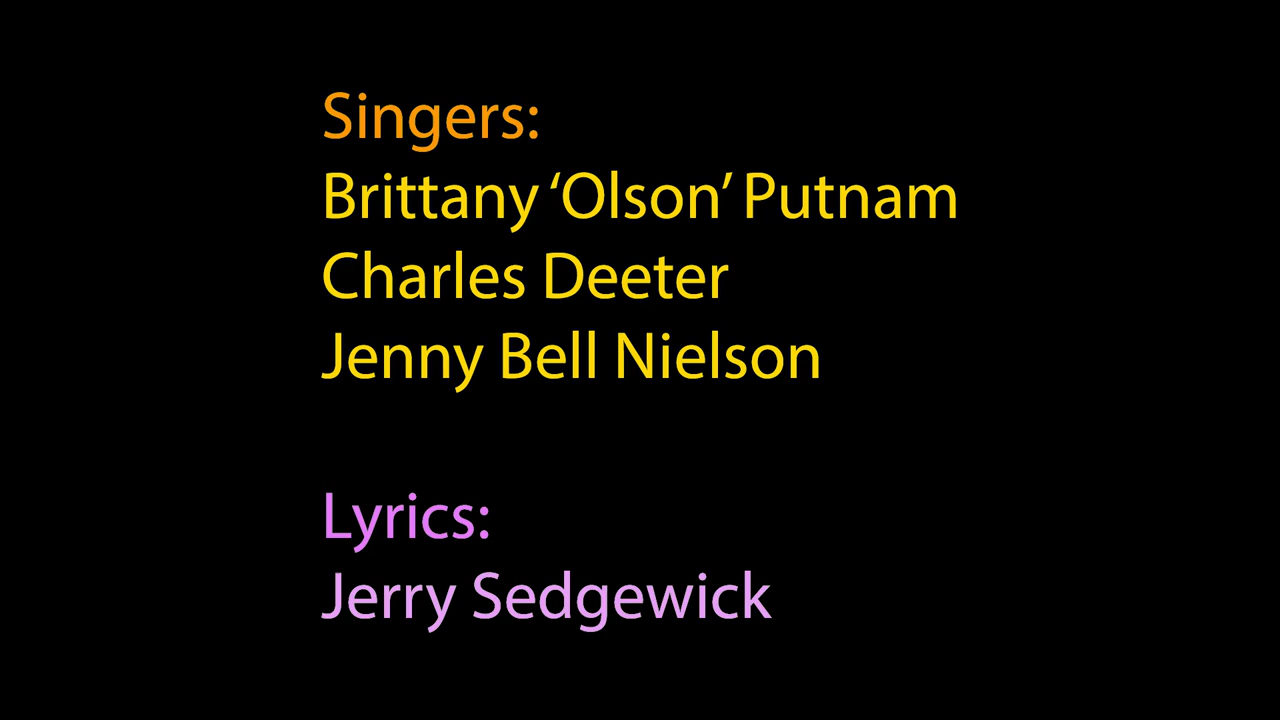 Singers:
Brittany ‘Olson’ Putnam
Charles Deeter
Jenny Bell Nielson
Lyrics:
Jerry Sedgewick